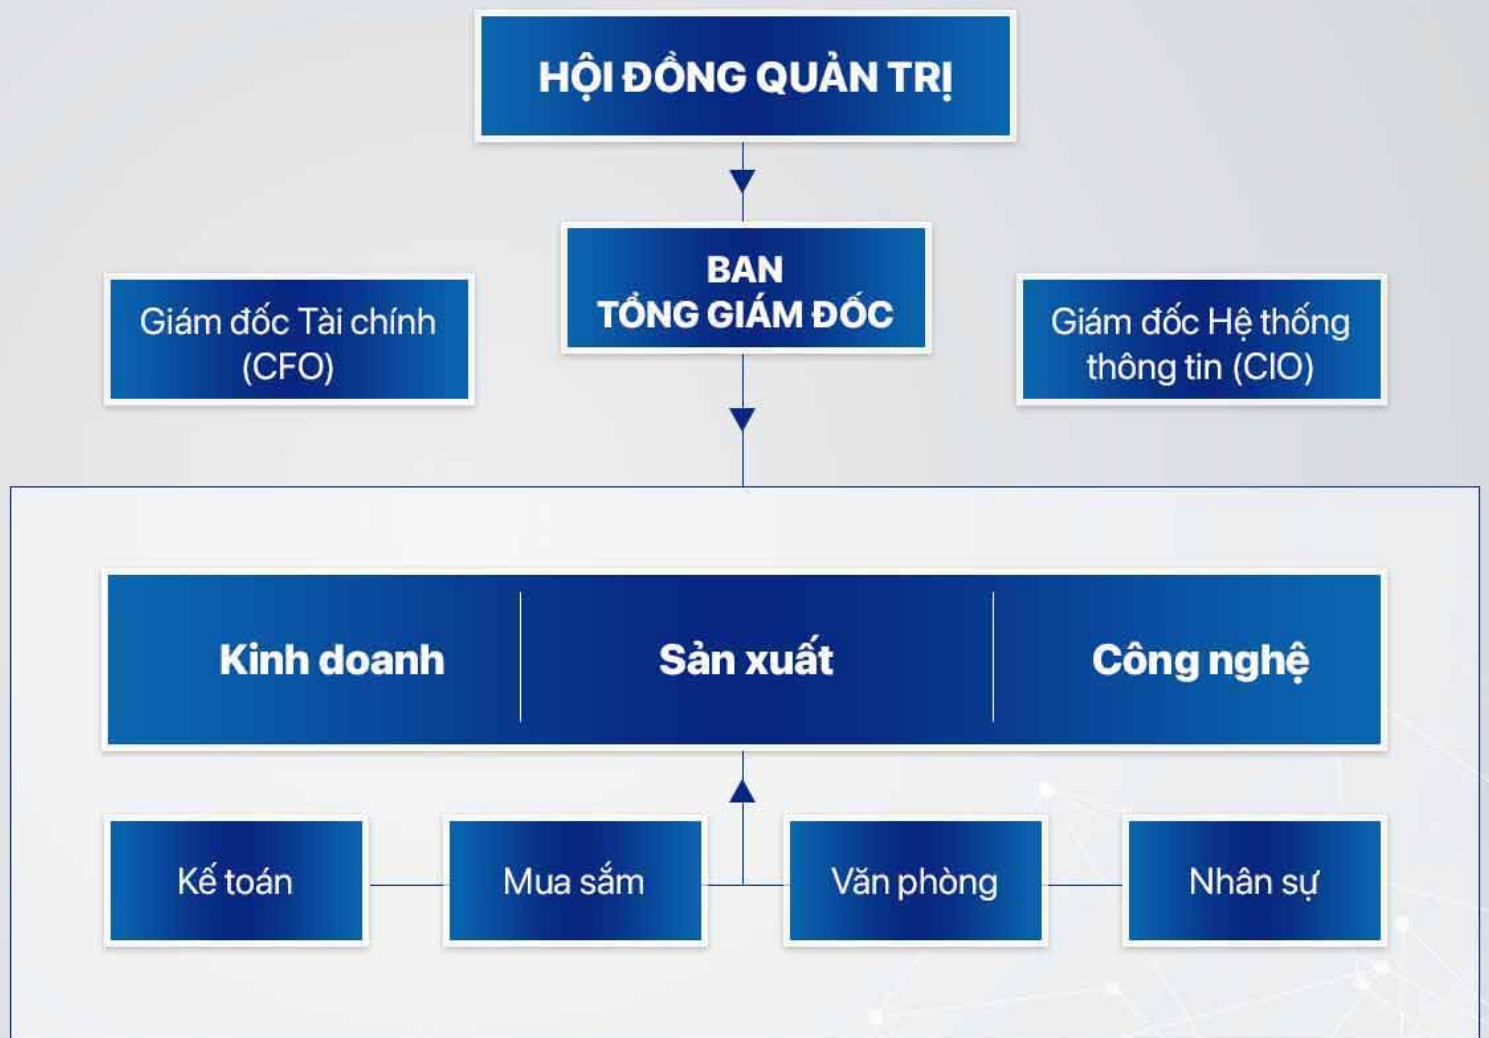 HỘI ĐỒNG QUẢN TRỊ
BAN
TỔNG GIÁM ĐỐC
Giám đốc Tài chính
(CFO)
Giám đốc Hệ thống
thông tin (CIO)
Kinh doanh
Sản xuất
Công nghệ
Kế toán
Mua sắm
Văn phòng
Nhân sự